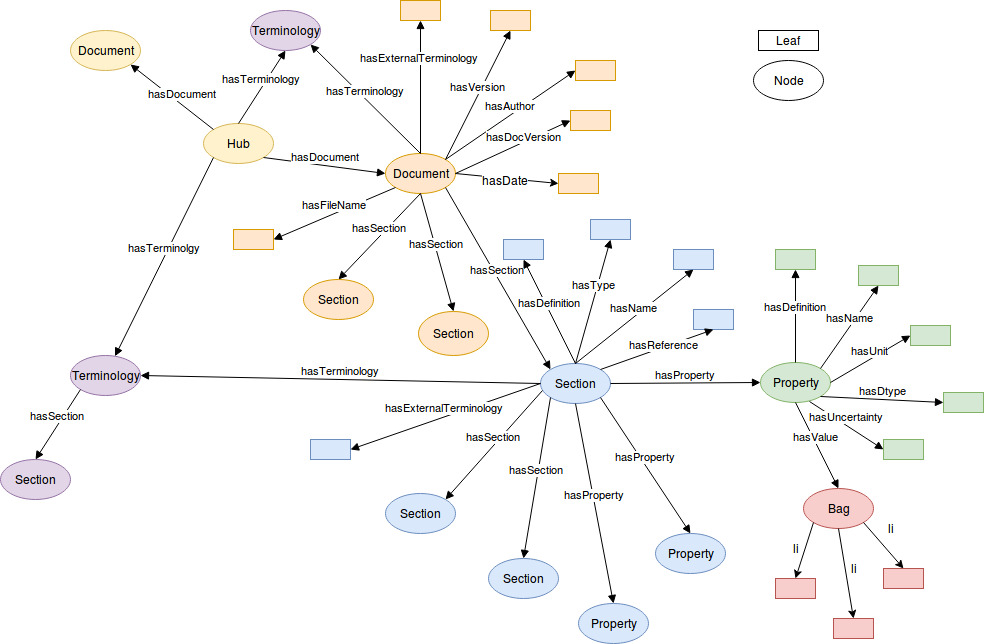 Terminology
Leaf
Document
hasExternalTerminology
hasTerminology
Node
hasVersion
hasDocument
hasTerminology
hasAuthor
hasDocVersion
Hub
hasDocument
Document
hasDate
hasFileName
hasSection
hasSection
hasTerminolgy
hasSection
hasType
Section
hasDefinition
hasName
hasDefinition
hasName
Section
hasReference
hasUnit
Terminology
hasTerminology
Section
hasProperty
Property
hasDtype
hasExternalTerminology
hasUncertainty
hasSection
hasSection
hasValue
hasSection
hasProperty
Section
hasProperty
Section
Bag
li
li
Property
li
Section
Property